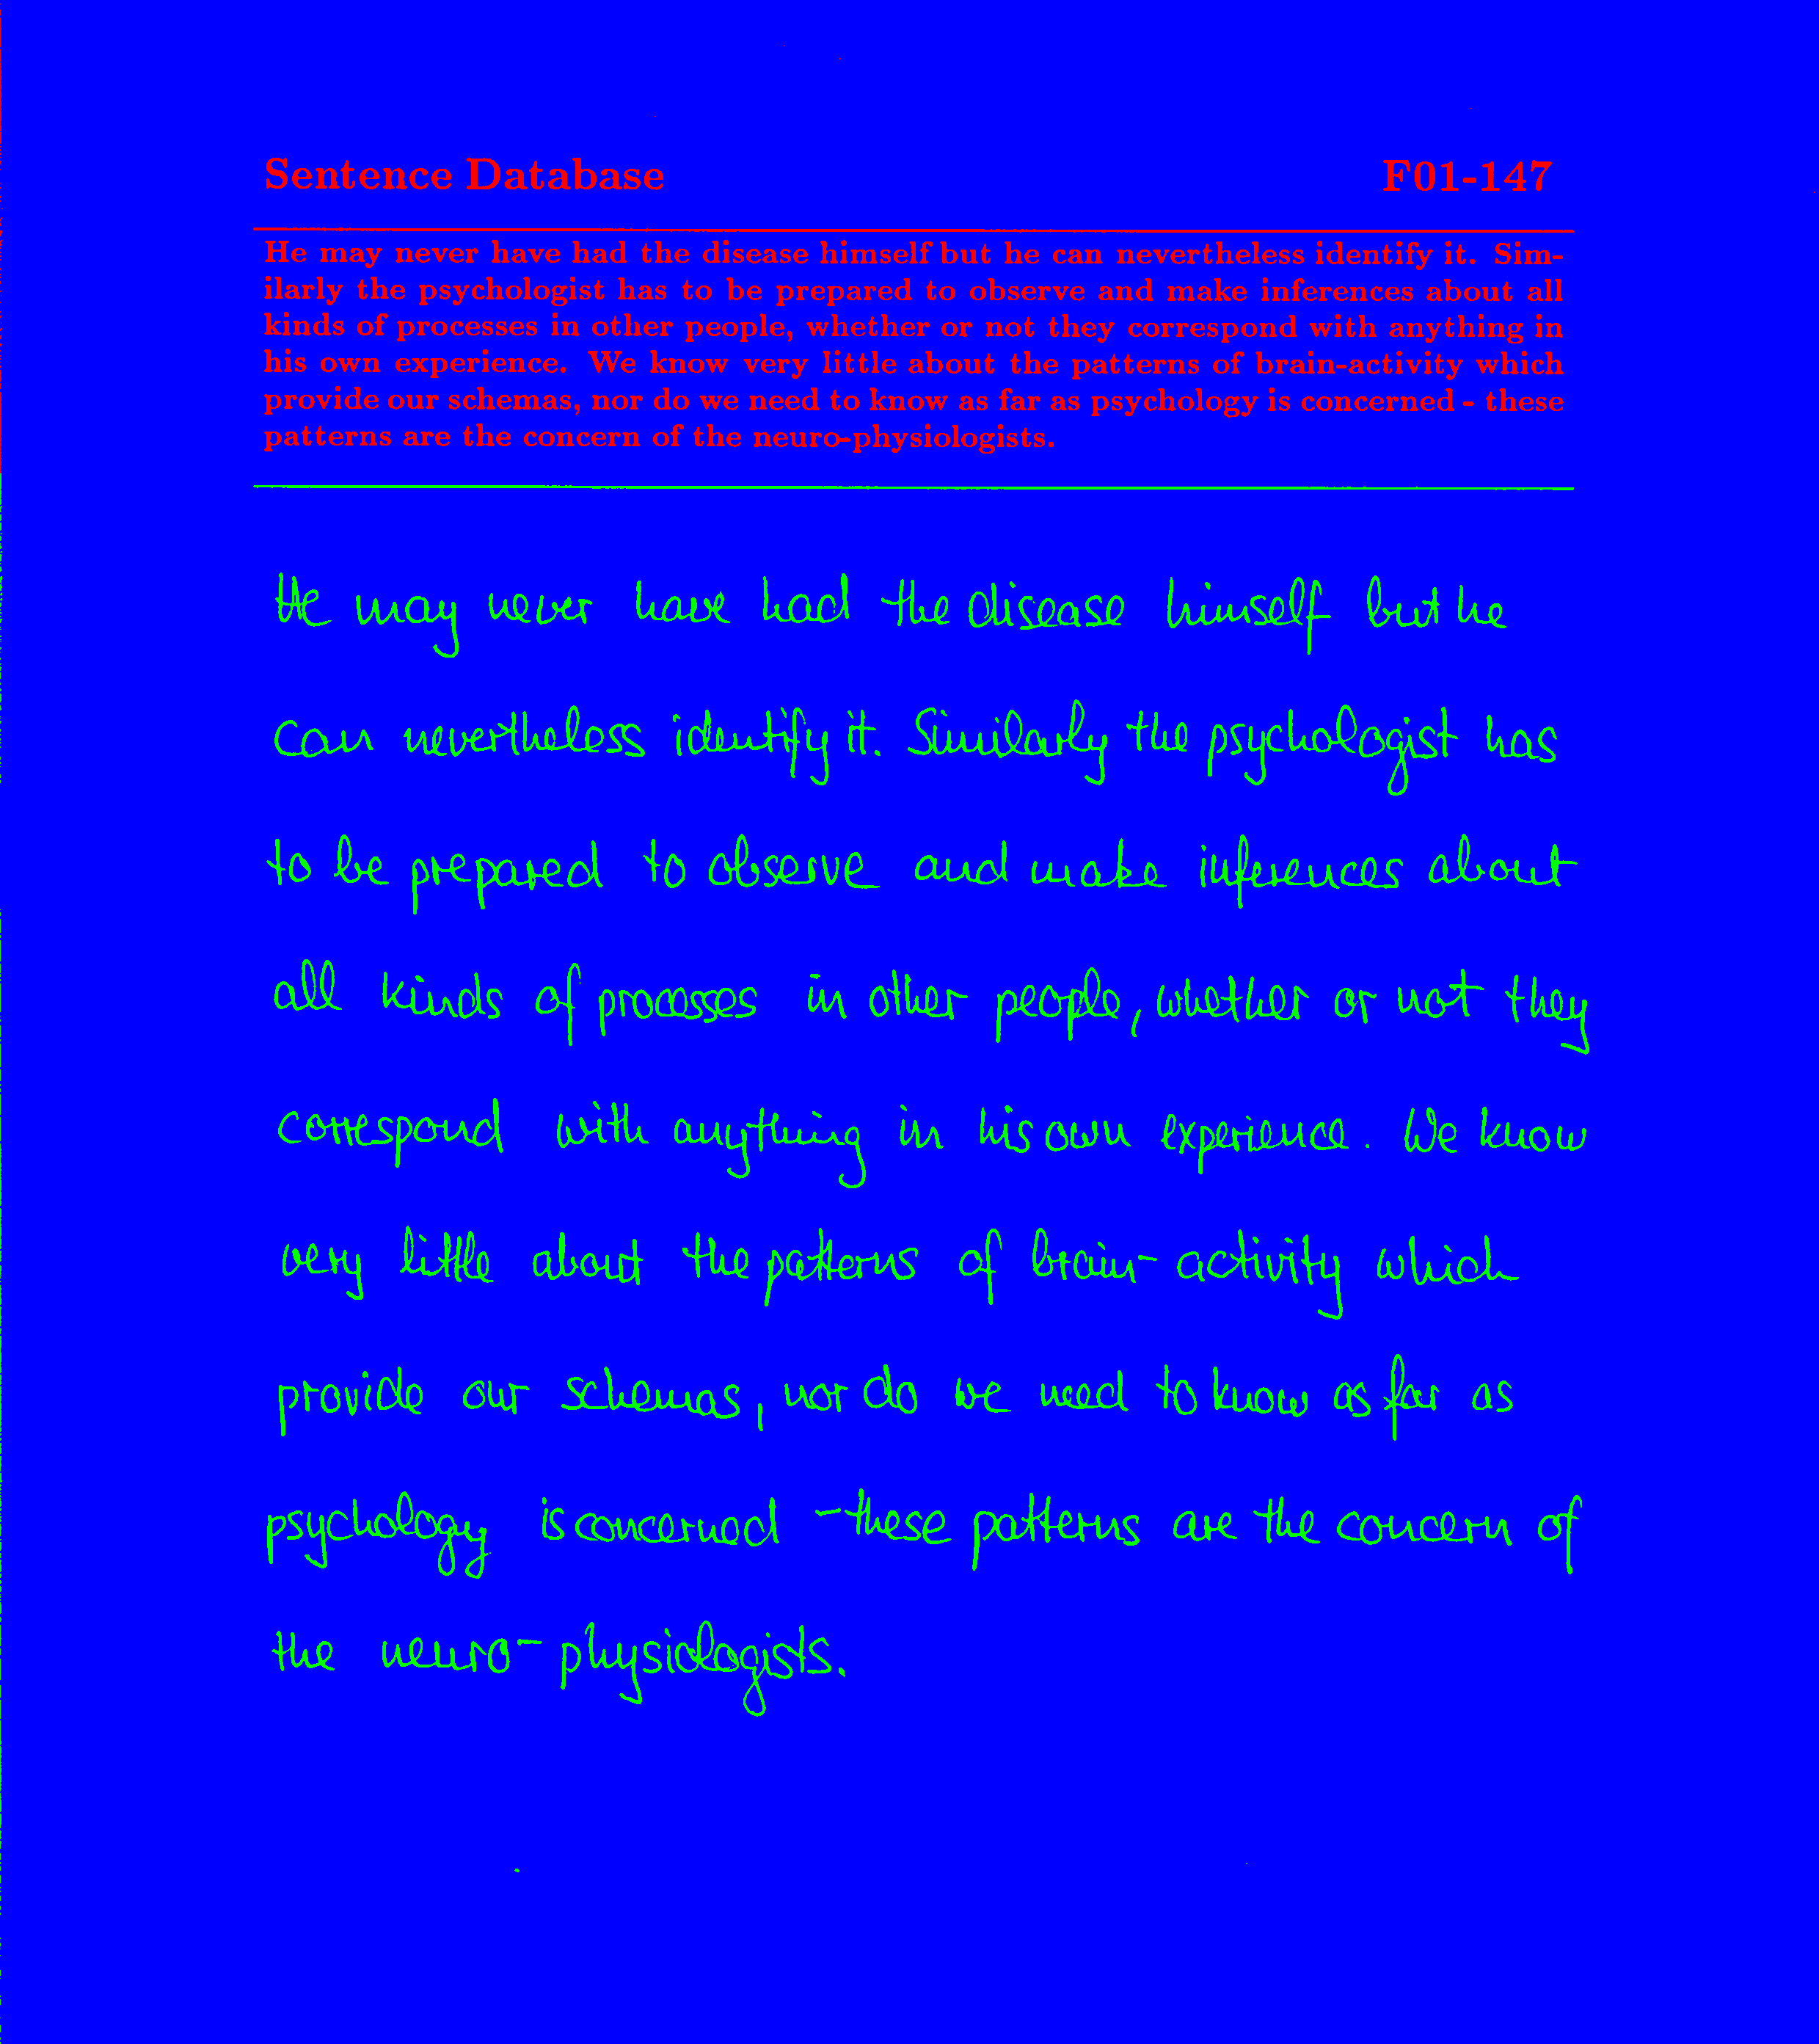 Sentence Database F01-147
He may never have had the disease himself but he can nevertheless identify it. Sim-
ilarly the psychologist has to be prepared to observe and make inferences about all
kinds of processes in other people, whether or not they correspond with anything in
his own experience. We know very little about the patterns of brain-activity which
provide our schemas, nor do we need to know as far as psychology is concerned - these
patterns are the concern of the neuro-physiologists.
He may never have had the disease himself but he
can nevertheless identify it. Similarly the psychologist has
to be prepared to observe and make inferences about
all kinds of processes in other people, whether or not they
correspond with anything in his own experience. We know
very little about the patterns of brain-activity which
provide our schemas, nor do we need to know as far as
psychology is concerned - these patterns are the concern of
the neuro-physiologists.